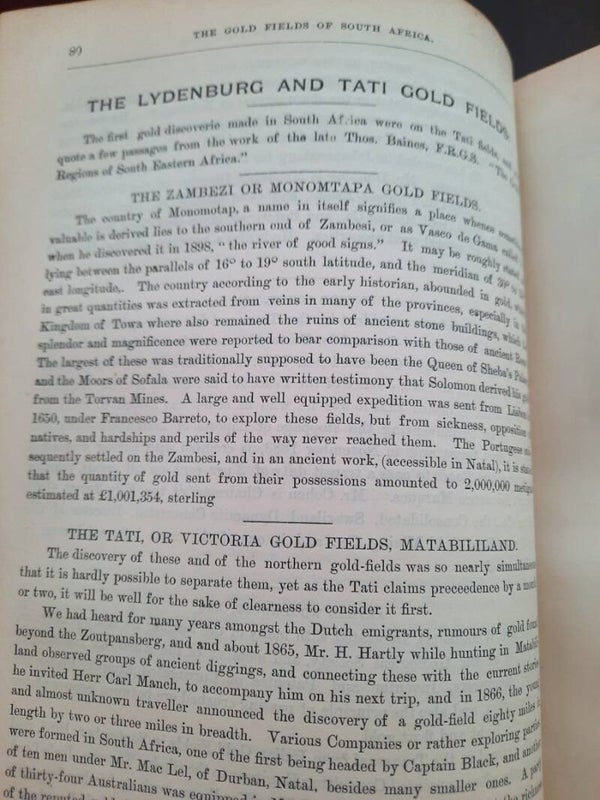 80
THE GOLD FIELDS OF SOUTH AFRICA.
THE LYDENBURG AND TATI GOLD FIELDS.
The first gold discoverie made in South Africa were on the Tati fields,
quote a few passages from the work of the late Thos. Baines, F.R.G.S. "The
Regions of South Eastern Africa."
THE ZAMBEZI OR MONOMTAPA GOLD FIELDS.
The country of Monomotap, a name in itself signifies a place whence
valuable is derived lies to the southern end of Zambesi, or as Vasco de Gama
when he discovered it in 1898, "the river of good signs." It may be roughly
lying between the parallels of 16° to 19° south latitude, and the meridian of
east longitude,. The country according to the early historian, abounded in gold,
in great quantities was extracted from veins in many of the provinces, especially in
Kingdom of Towa where also remained the ruins of ancient stone buildings, which
splendor and magnificence were reported to bear comparison with those of ancient
The largest of these was traditionally supposed to have been the Queen of Sheba's
and the Moors of Sofala were said to have written testimony that Solomon derived his
from the Torvan Mines. A large and well equipped expedition was sent from
1650, under Francesco Barreto, to explore these fields, but from sickness, opposition
natives, and hardships and perils of the way never reached them. The Portugese
sequently settled on the Zambesi, and in an ancient work, (accessible in Natal), it is
that the quantity of gold sent from their possessions amounted to 2,000,000
estimated at £1,001,354, sterling
THE TATI, OR VICTORIA GOLD FIELDS, MATABILILAND.
The discovery of these and of the northern gold-fields was so nearly
that it is hardly possible to separate them, yet as the Tati claims preceedence by a
or two, it will be well for the sake of clearness to consider it first.
We had heard for many years amongst the Dutch emigrants, rumours of gold
beyond the Zoutpansberg, and and about 1865, Mr. H. Hartly while hunting in
land observed groups of ancient diggings, and connecting these with the current
he invited Herr Carl Manch, to accompany him on his next trip, and in 1866, the
and almost unknown traveller announced the discovery of a gold-field eighty miles
length by two or three miles in breadth. Various Companies or rather exploring
were formed in South Africa, one of the first being headed by Captain Black, and
of ten men under Mr. Mac Lel, of Durban, Natal, besides many smaller ones. A
of thirty-four Australians was equipped
of the